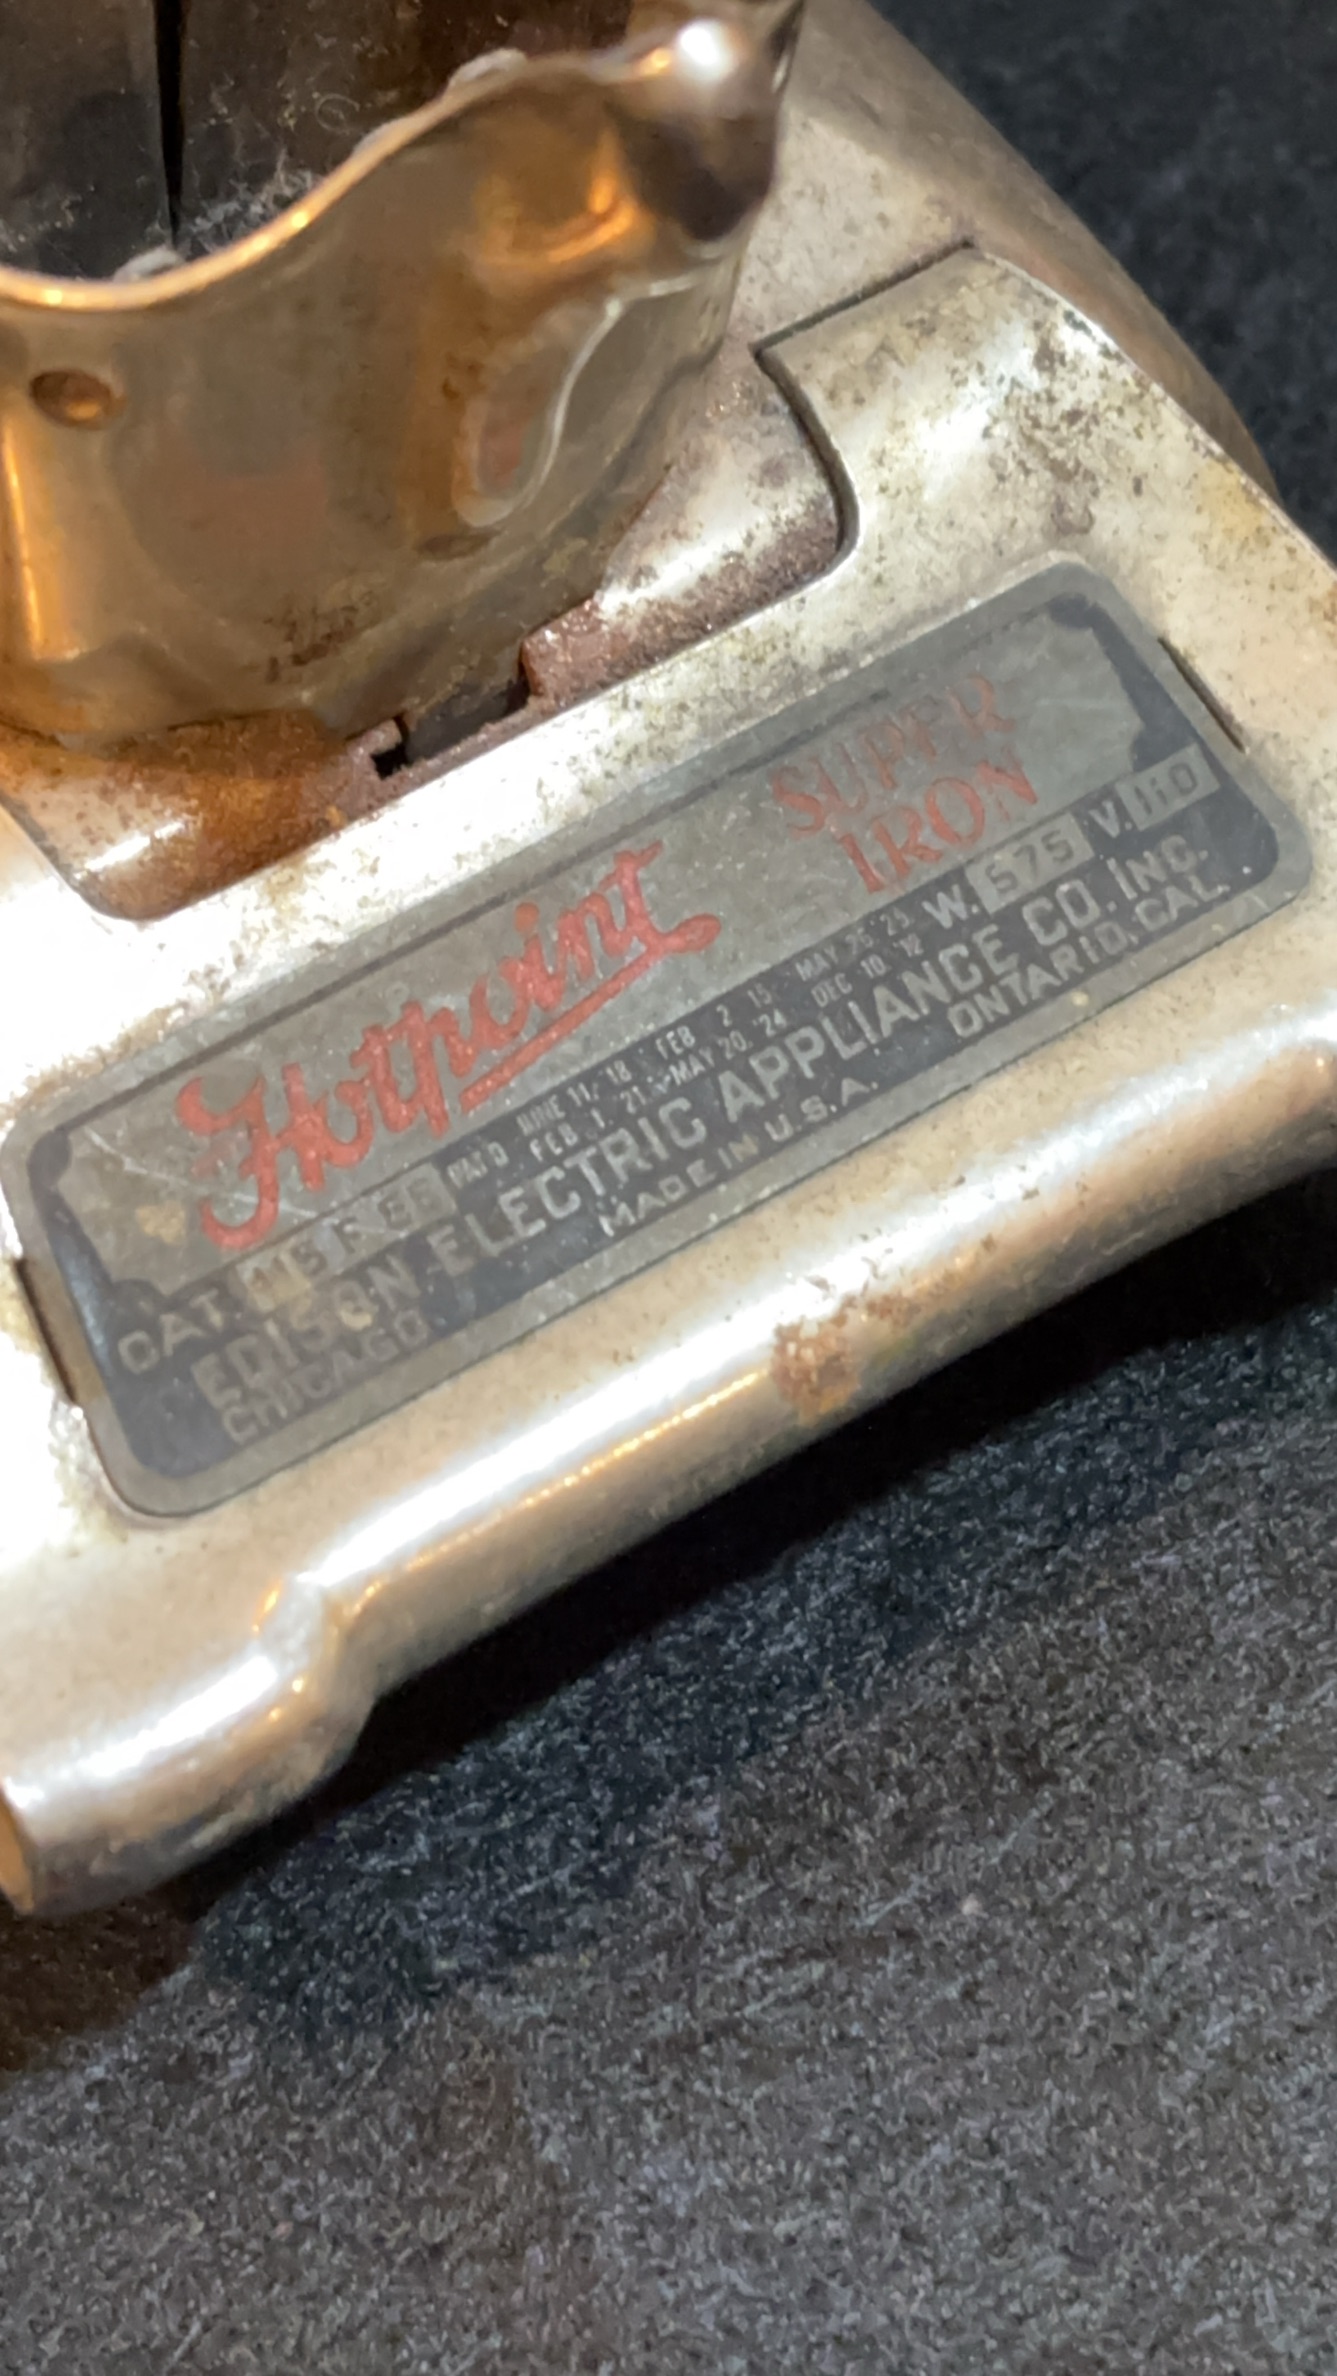 Hotpoint
SUPER
IRON
CAT. PAT'D JUNE 11, 18 FEB 2 15 MAY 26 25 W. 575 V. 110
FEB. 1. 21. MAY 20, '24 DEC 10 '12
EDISON ELECTRIC APPLIANCE CO. INC.
CHICAGO. MADE IN U.S.A. ONTARIO, CAL.